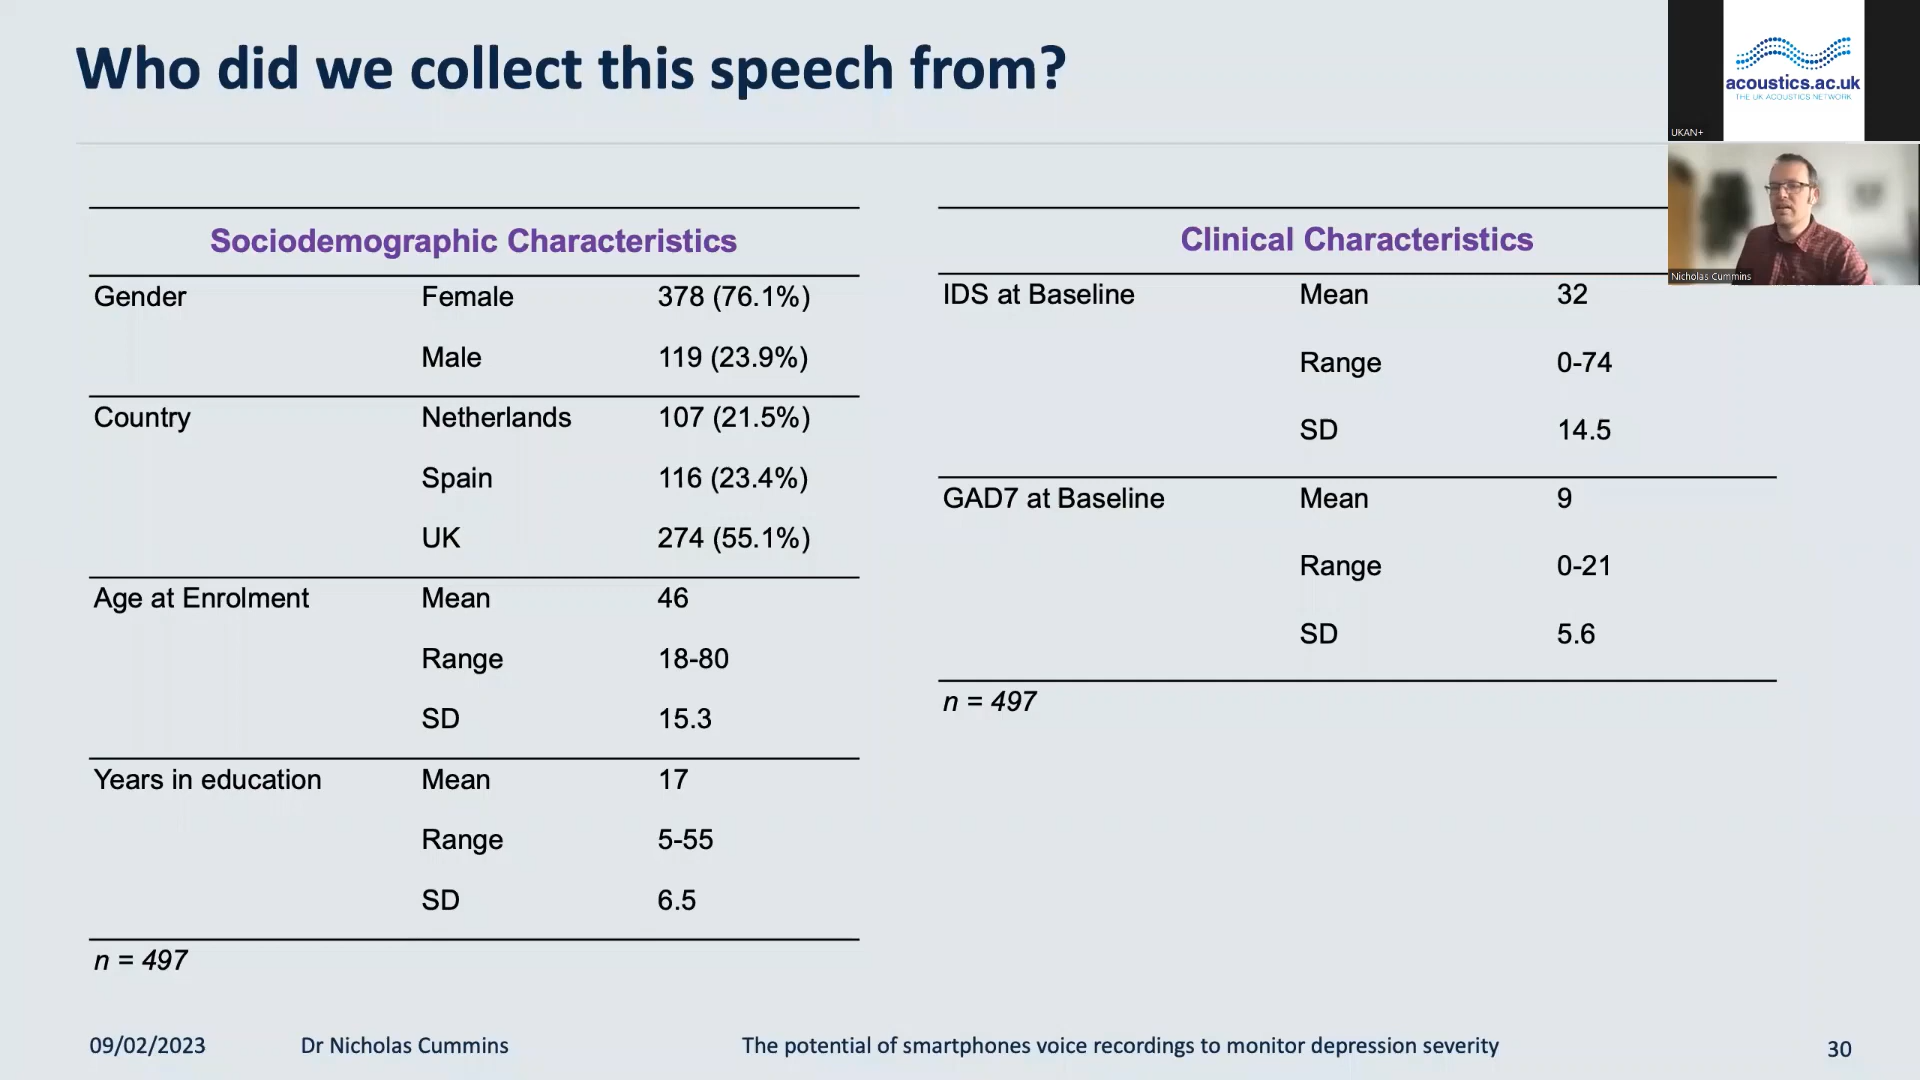 Who did we collect this speech from?
acoustics.ac.uk
THE UK ACOUSTICS NETWORK
UKAN+
Nicholas Cummins
Sociodemographic Characteristics
Gender Female 378 (76.1%)
Male 119 (23.9%)
Country Netherlands 107 (21.5%)
Spain 116 (23.4%)
UK 274 (55.1%)
Age at Enrolment Mean 46
Range 18-80
SD 15.3
Years in education Mean 17
Range 5-55
SD 6.5
n = 497
Clinical Characteristics
IDS at Baseline Mean 32
Range 0-74
SD 14.5
GAD7 at Baseline Mean 9
Range 0-21
SD 5.6
n = 497
09/02/2023 Dr Nicholas Cummins The potential of smartphones voice recordings to monitor depression severity 30